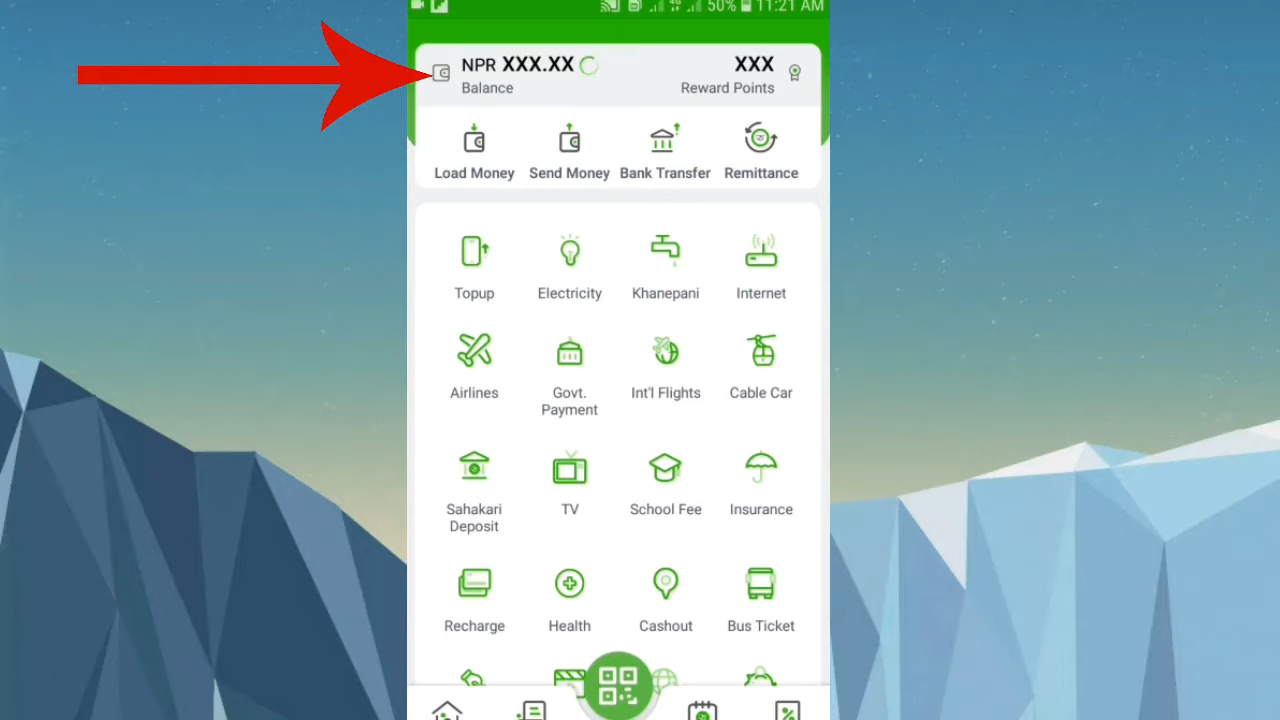 50% 11:21 AM
NPR XXX.XX XXX
Balance Reward Points
Load Money Send Money Bank Transfer Remittance
Topup Electricity Khanepani Internet
Airlines Govt. Payment Int'l Flights Cable Car
Sahakari Deposit TV School Fee Insurance
Recharge Health Cashout Bus Ticket